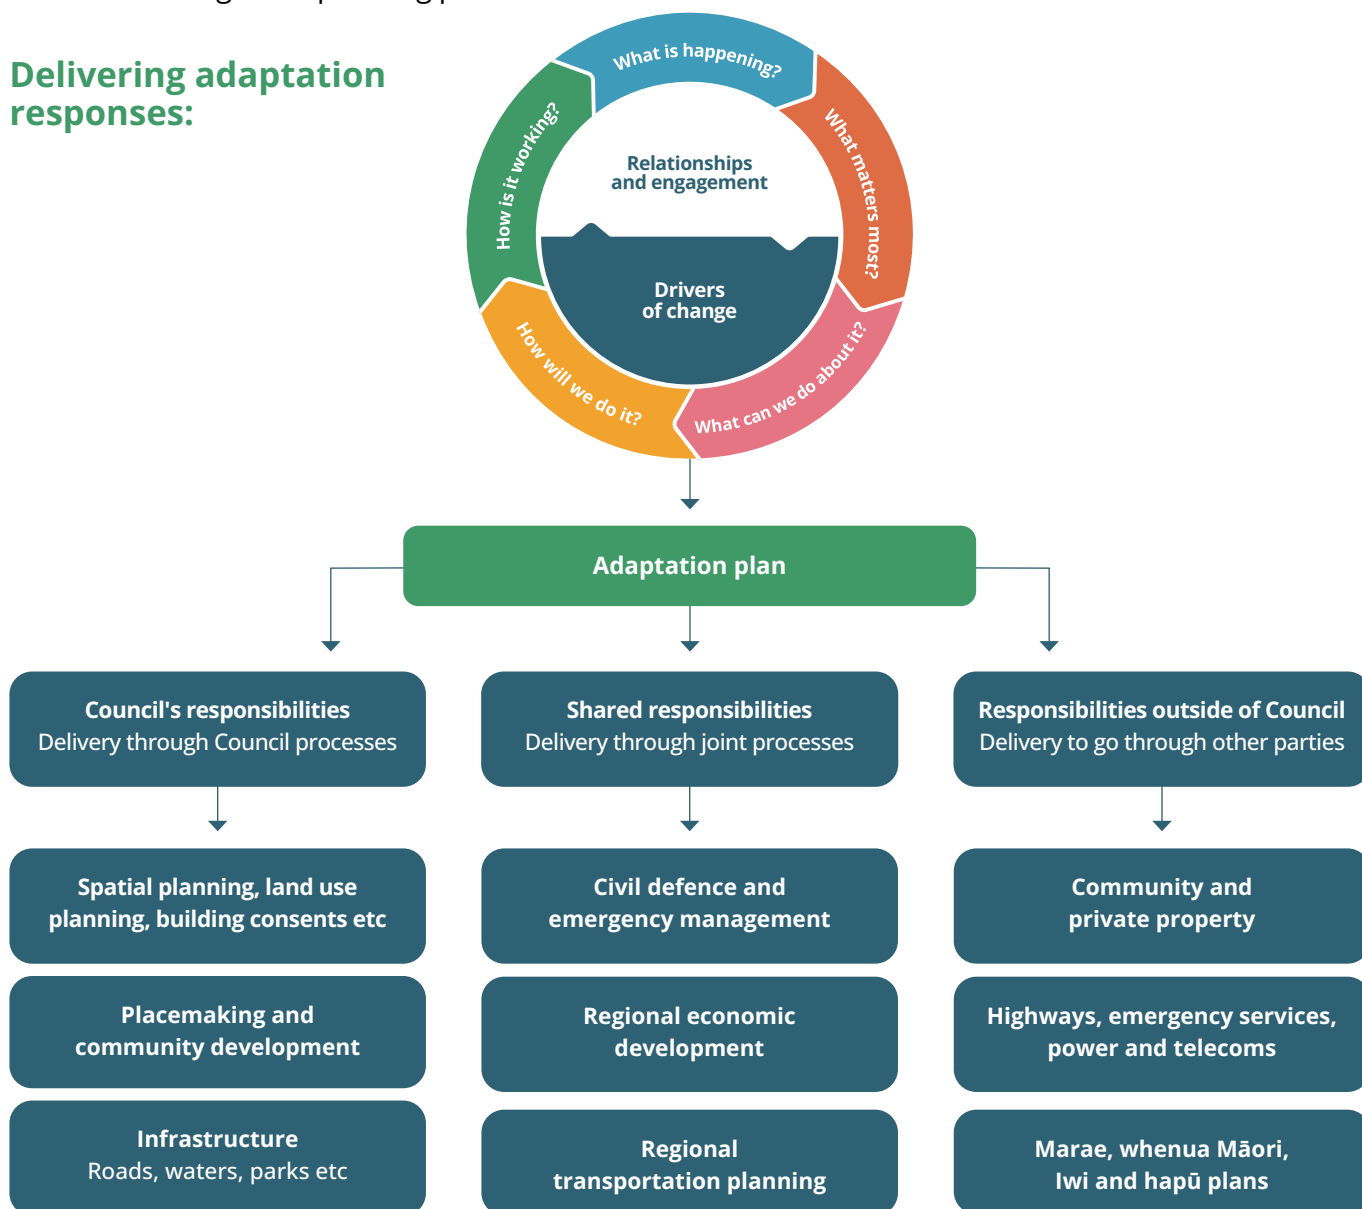 Delivering adaptation
responses:
What is happening?
What matters most?
What can we do about it?
How will we do it?
How is it working?
Relationships
and engagement
Drivers
of change
Adaptation plan
Council's responsibilities
Delivery through Council processes
Shared responsibilities
Delivery through joint processes
Responsibilities outside of Council
Delivery to go through other parties
Spatial planning, land use
planning, building consents etc
Civil defence and
emergency management
Community and
private property
Placemaking and
community development
Regional economic
development
Highways, emergency services,
power and telecoms
Infrastructure
Roads, waters, parks etc
Regional
transportation planning
Marae, whenua Māori,
Iwi and hapū plans